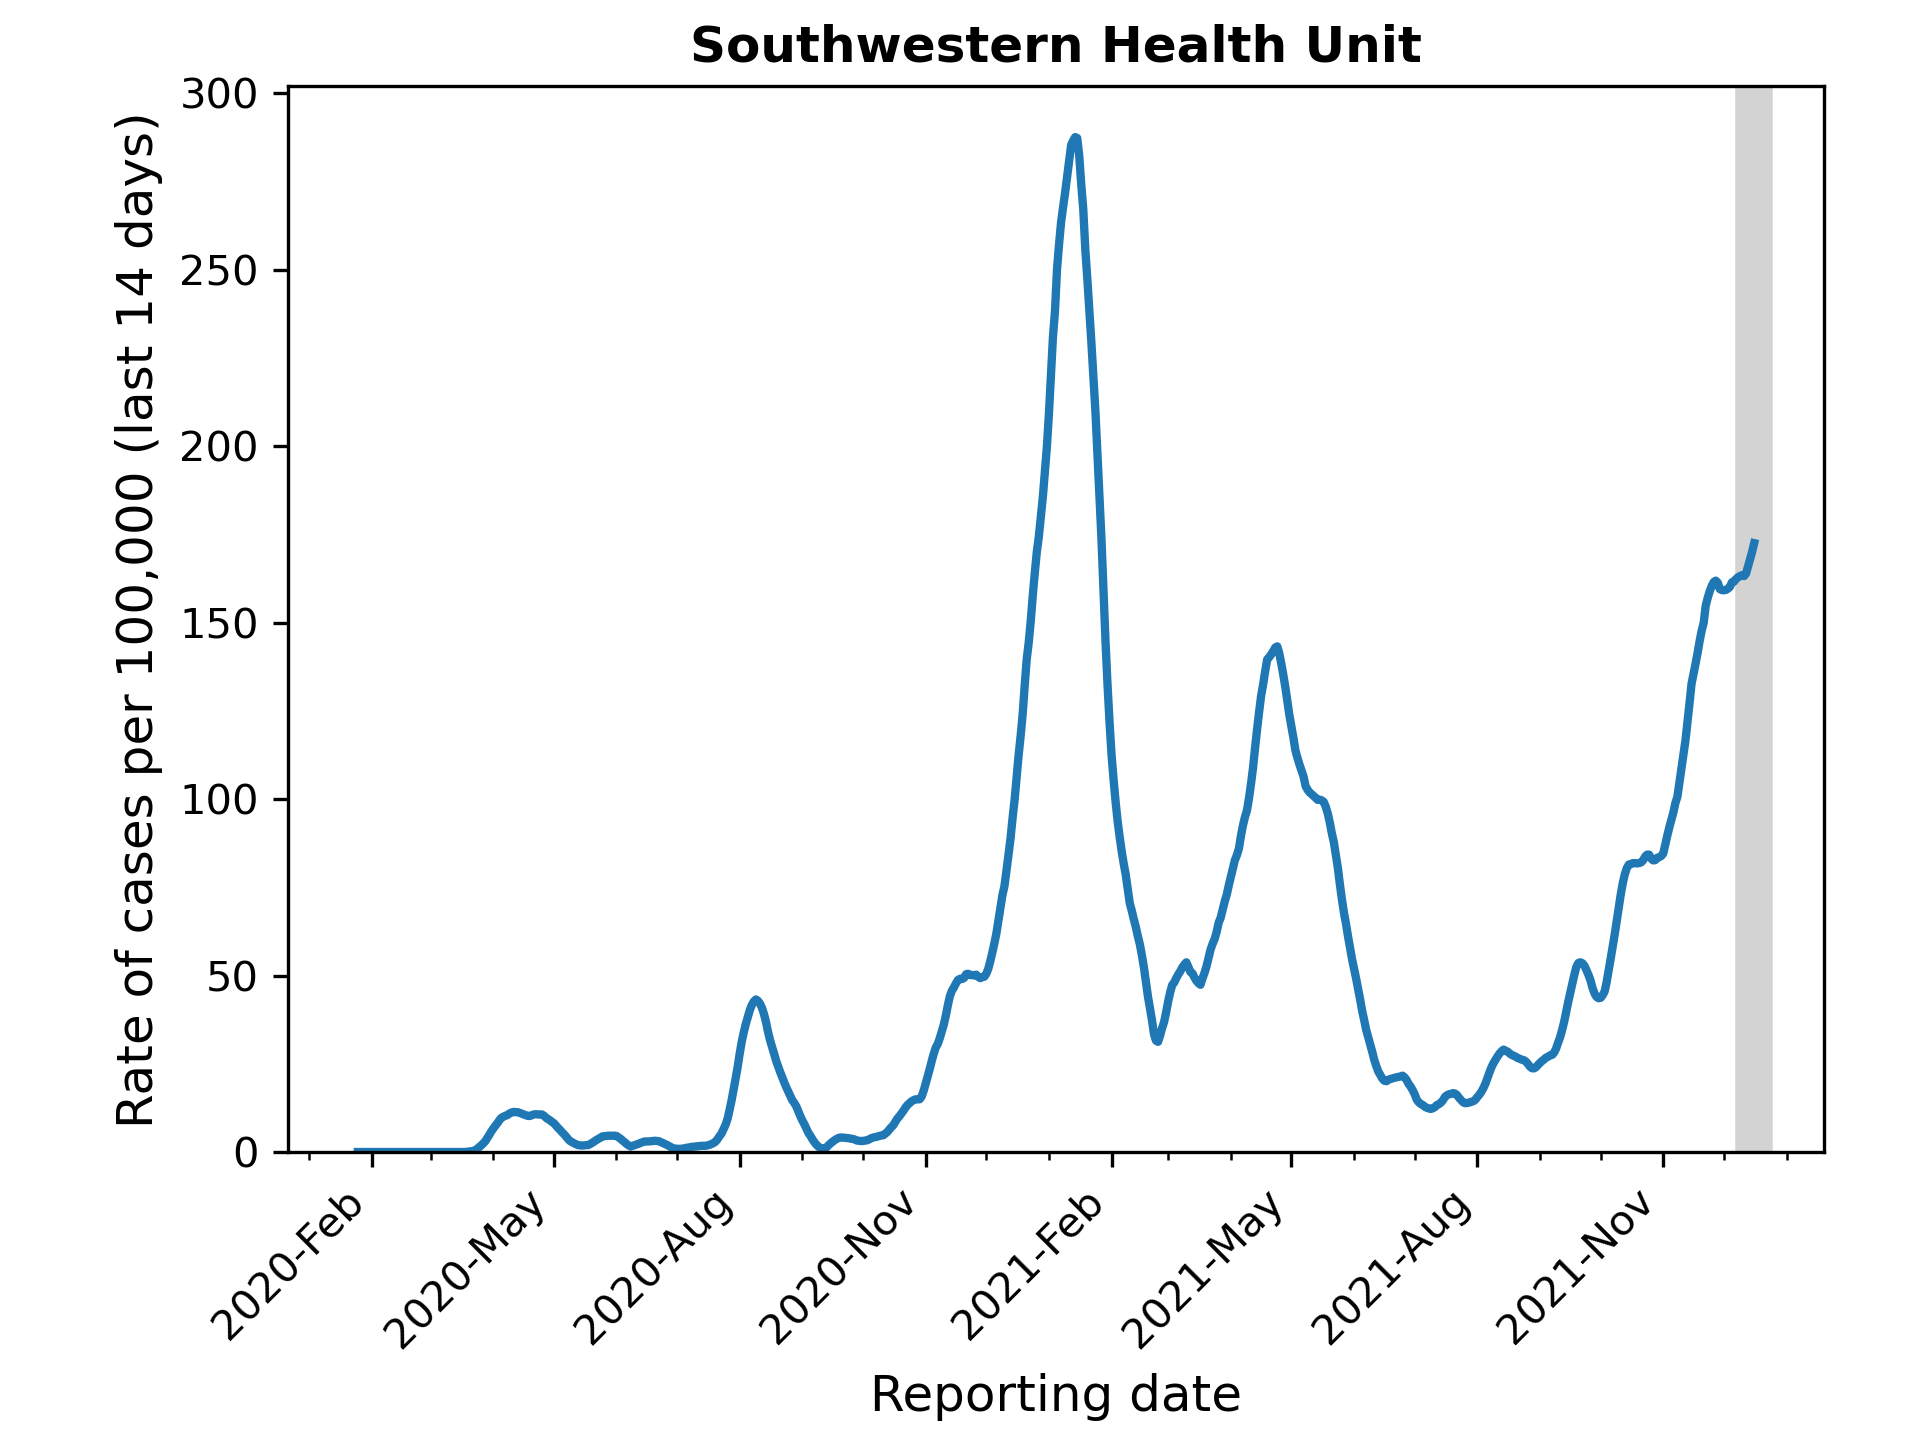 Southwestern Health Unit
Rate of cases per 100,000 (last 14 days)
300
250
200
150
100
50
0
2020-Feb
2020-May
2020-Aug
2020-Nov
2021-Feb
2021-May
2021-Aug
2021-Nov
Reporting date